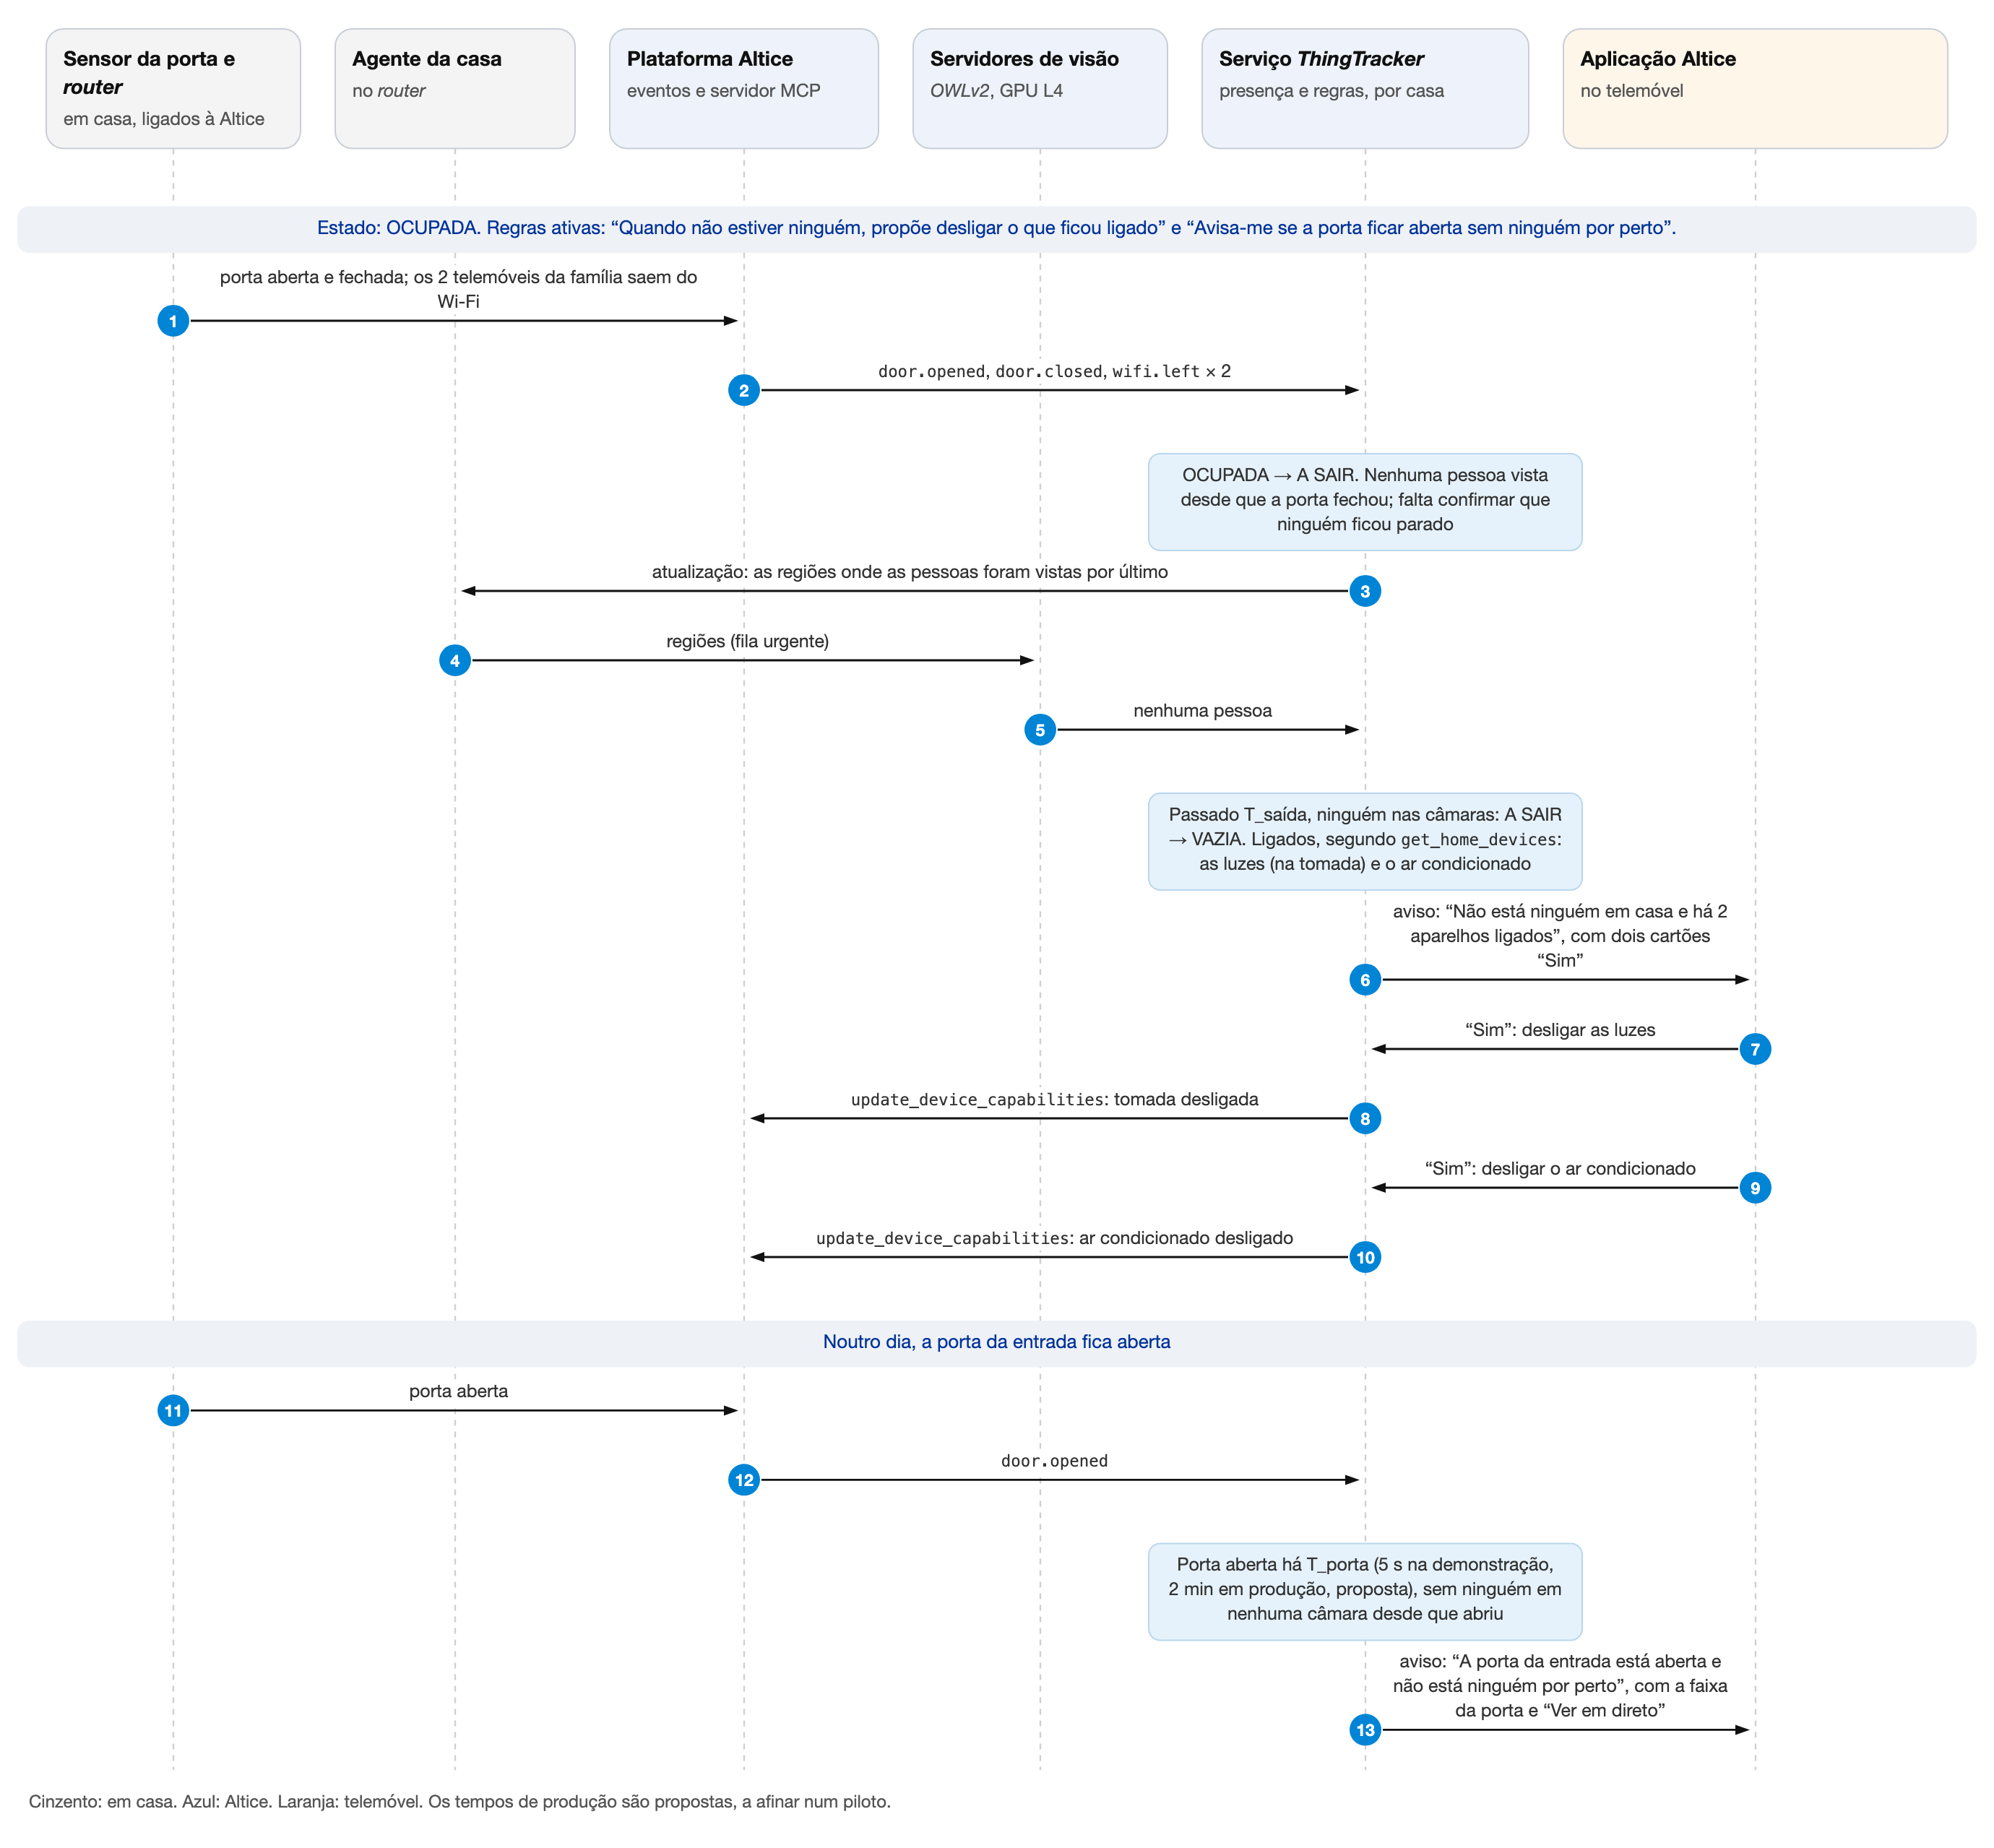 Sensor da porta e
router
em casa, ligados à Altice
Agente da casa
no router
Plataforma Altice
eventos e servidor MCP
Servidores de visão
OWLv2, GPU L4
Serviço ThingTracker
presença e regras, por casa
Aplicação Altice
no telemóvel
Estado: OCUPADA. Regras ativas: “Quando não estiver ninguém, propõe desligar o que ficou ligado” e “Avisa-me se a porta ficar aberta sem ninguém por perto”.
porta aberta e fechada; os 2 telemóveis da família saem do
Wi-Fi
1
door.opened, door.closed, wifi.left × 2
2
OCUPADA → A SAIR. Nenhuma pessoa vista
desde que a porta fechou; falta confirmar que
ninguém ficou parado
atualização: as regiões onde as pessoas foram vistas por último
3
regiões (fila urgente)
4
nenhuma pessoa
5
Passado T_saída, ninguém nas câmaras: A SAIR
→ VAZIA. Ligados, segundo get_home_devices:
as luzes (na tomada) e o ar condicionado
aviso: “Não está ninguém em casa e há 2
aparelhos ligados”, com dois cartões
“Sim”
6
“Sim”: desligar as luzes
7
update_device_capabilities: tomada desligada
8
“Sim”: desligar o ar condicionado
9
update_device_capabilities: ar condicionado desligado
10
Noutro dia, a porta da entrada fica aberta
porta aberta
11
door.opened
12
Porta aberta há T_porta (5 s na demonstração,
2 min em produção, proposta), sem ninguém em
nenhuma câmara desde que abriu
aviso: “A porta da entrada está aberta e
não está ninguém por perto”, com a faixa
da porta e “Ver em direto”
13
Cinzento: em casa. Azul: Altice. Laranja: telemóvel. Os tempos de produção são propostas, a afinar num piloto.